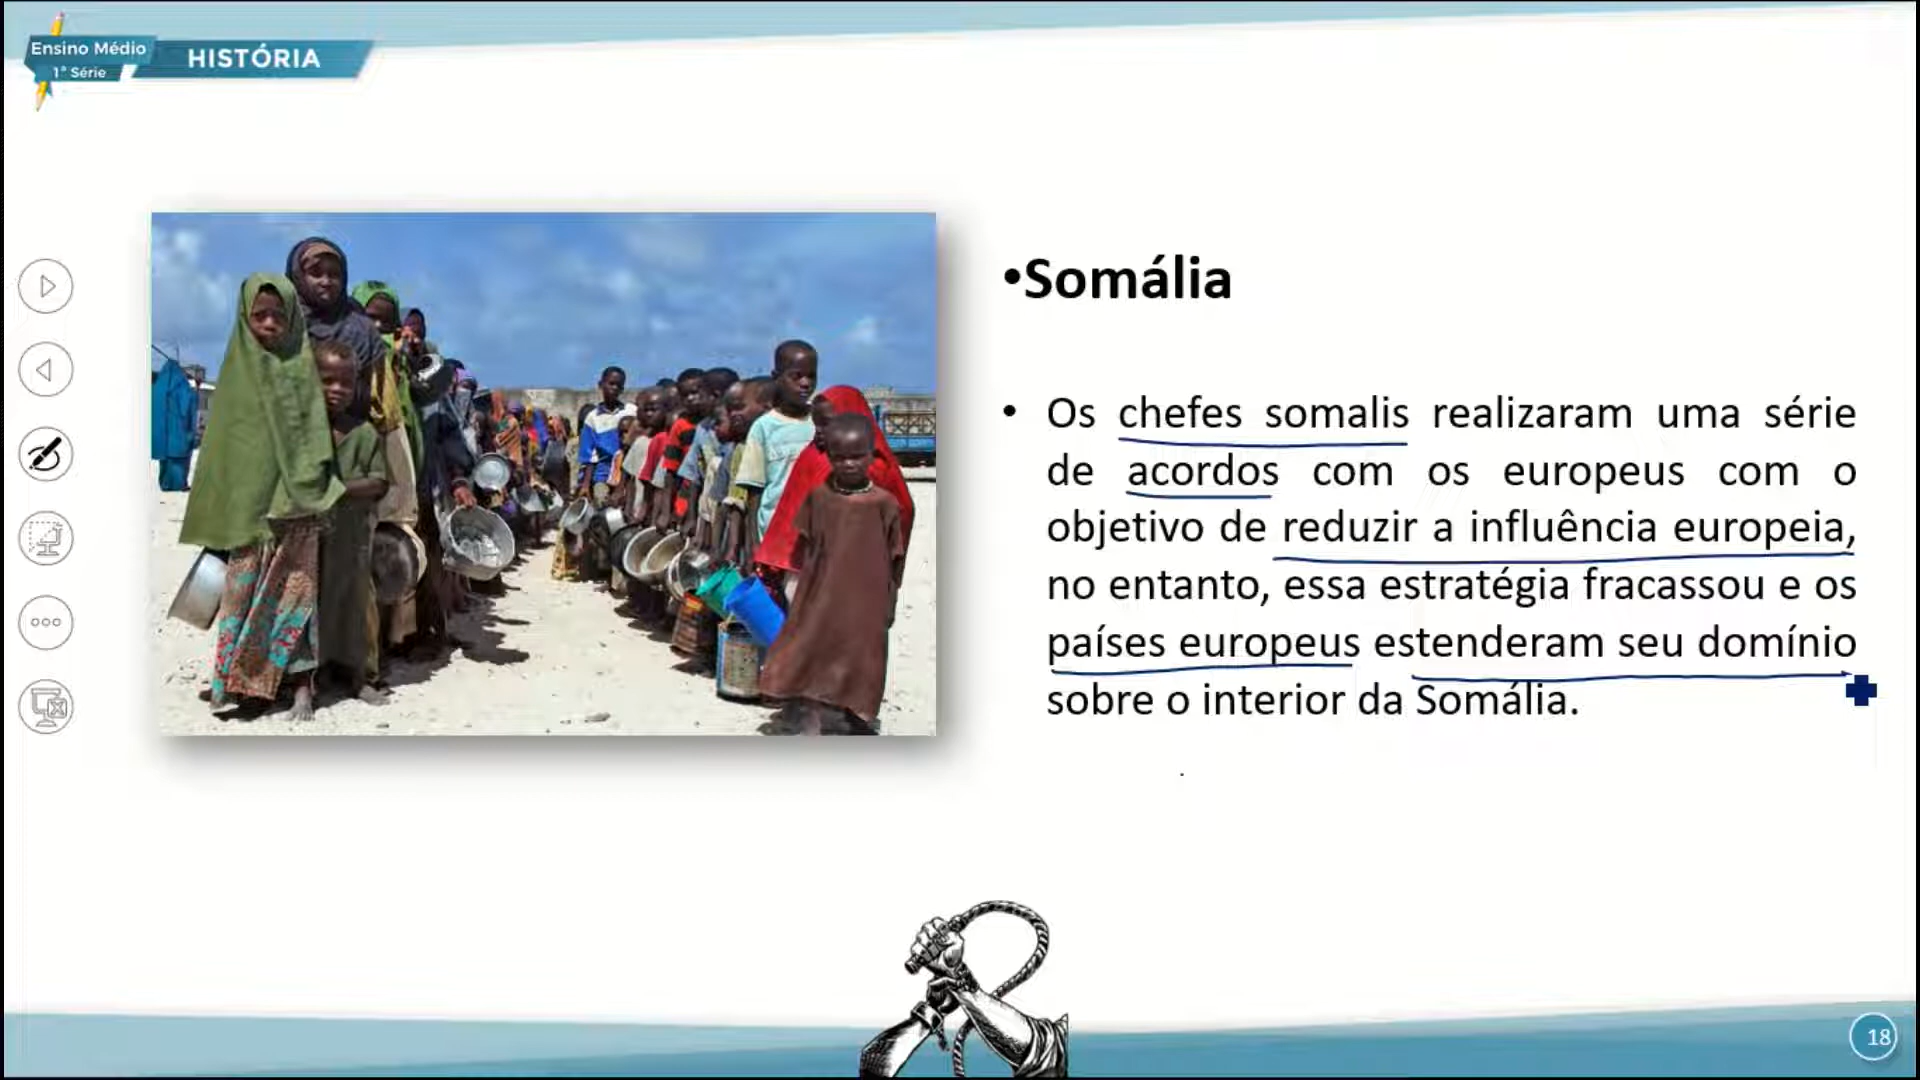 Ensino Médio
1ª Série
HISTÓRIA
•Somália
• Os chefes somalis realizaram uma série
de acordos com os europeus com o
objetivo de reduzir a influência europeia,
no entanto, essa estratégia fracassou e os
países europeus estenderam seu domínio
sobre o interior da Somália.
18